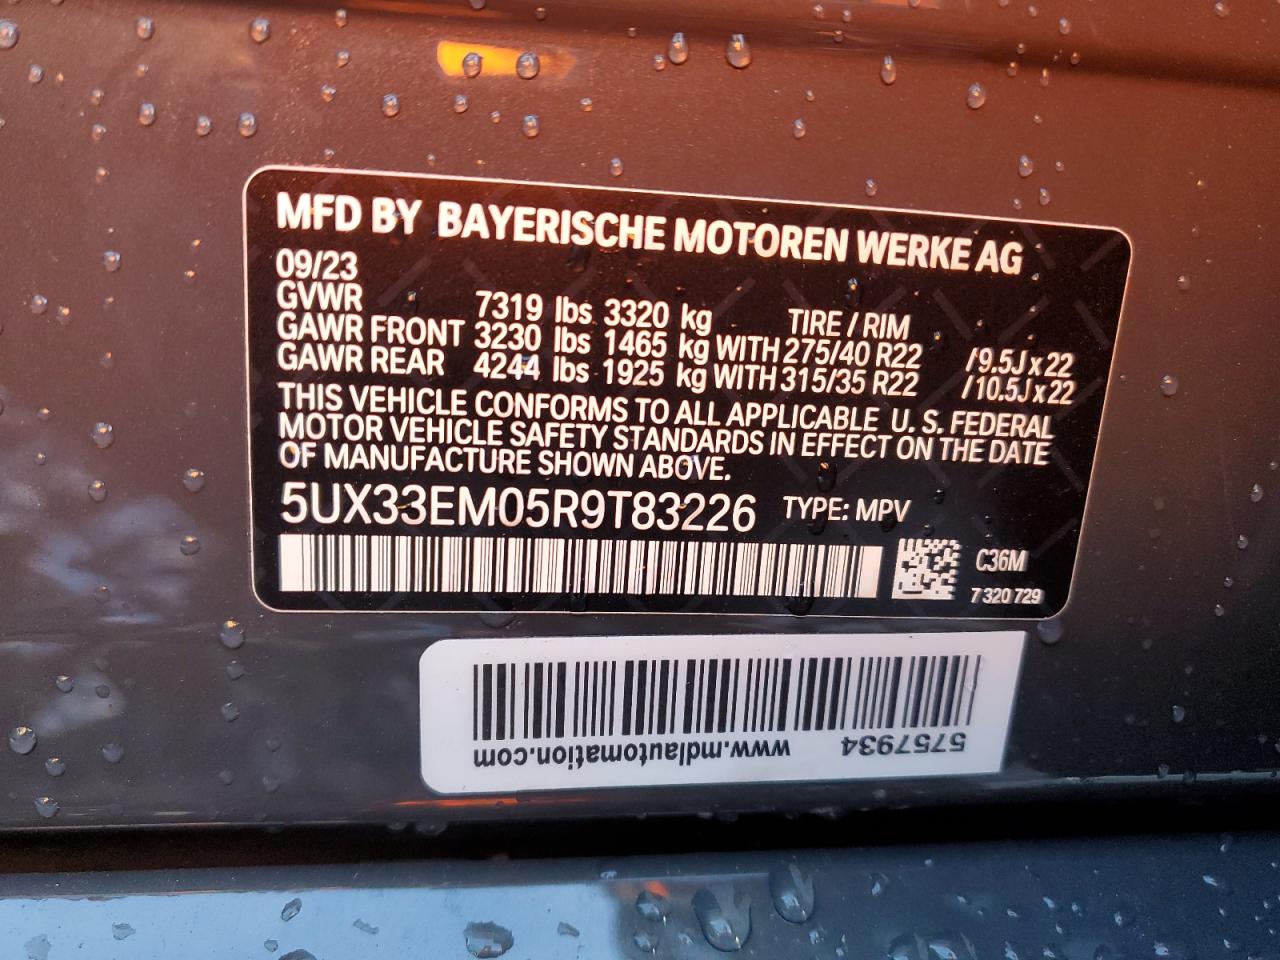 MFD BY BAYERISCHE MOTOREN WERKE AG
09/23
GVWR 7319 lbs 3320 kg TIRE / RIM
GAWR FRONT 3230 lbs 1465 kg WITH 275/40 R22 /9.5J x 22
GAWR REAR 4244 lbs 1925 kg WITH 315/35 R22 /10.5J x 22
THIS VEHICLE CONFORMS TO ALL APPLICABLE U. S. FEDERAL
MOTOR VEHICLE SAFETY STANDARDS IN EFFECT ON THE DATE
OF MANUFACTURE SHOWN ABOVE.
5UX33EM05R9T83226 TYPE: MPV
C36M
7 320 729
5757934 www.mdlautomation.com